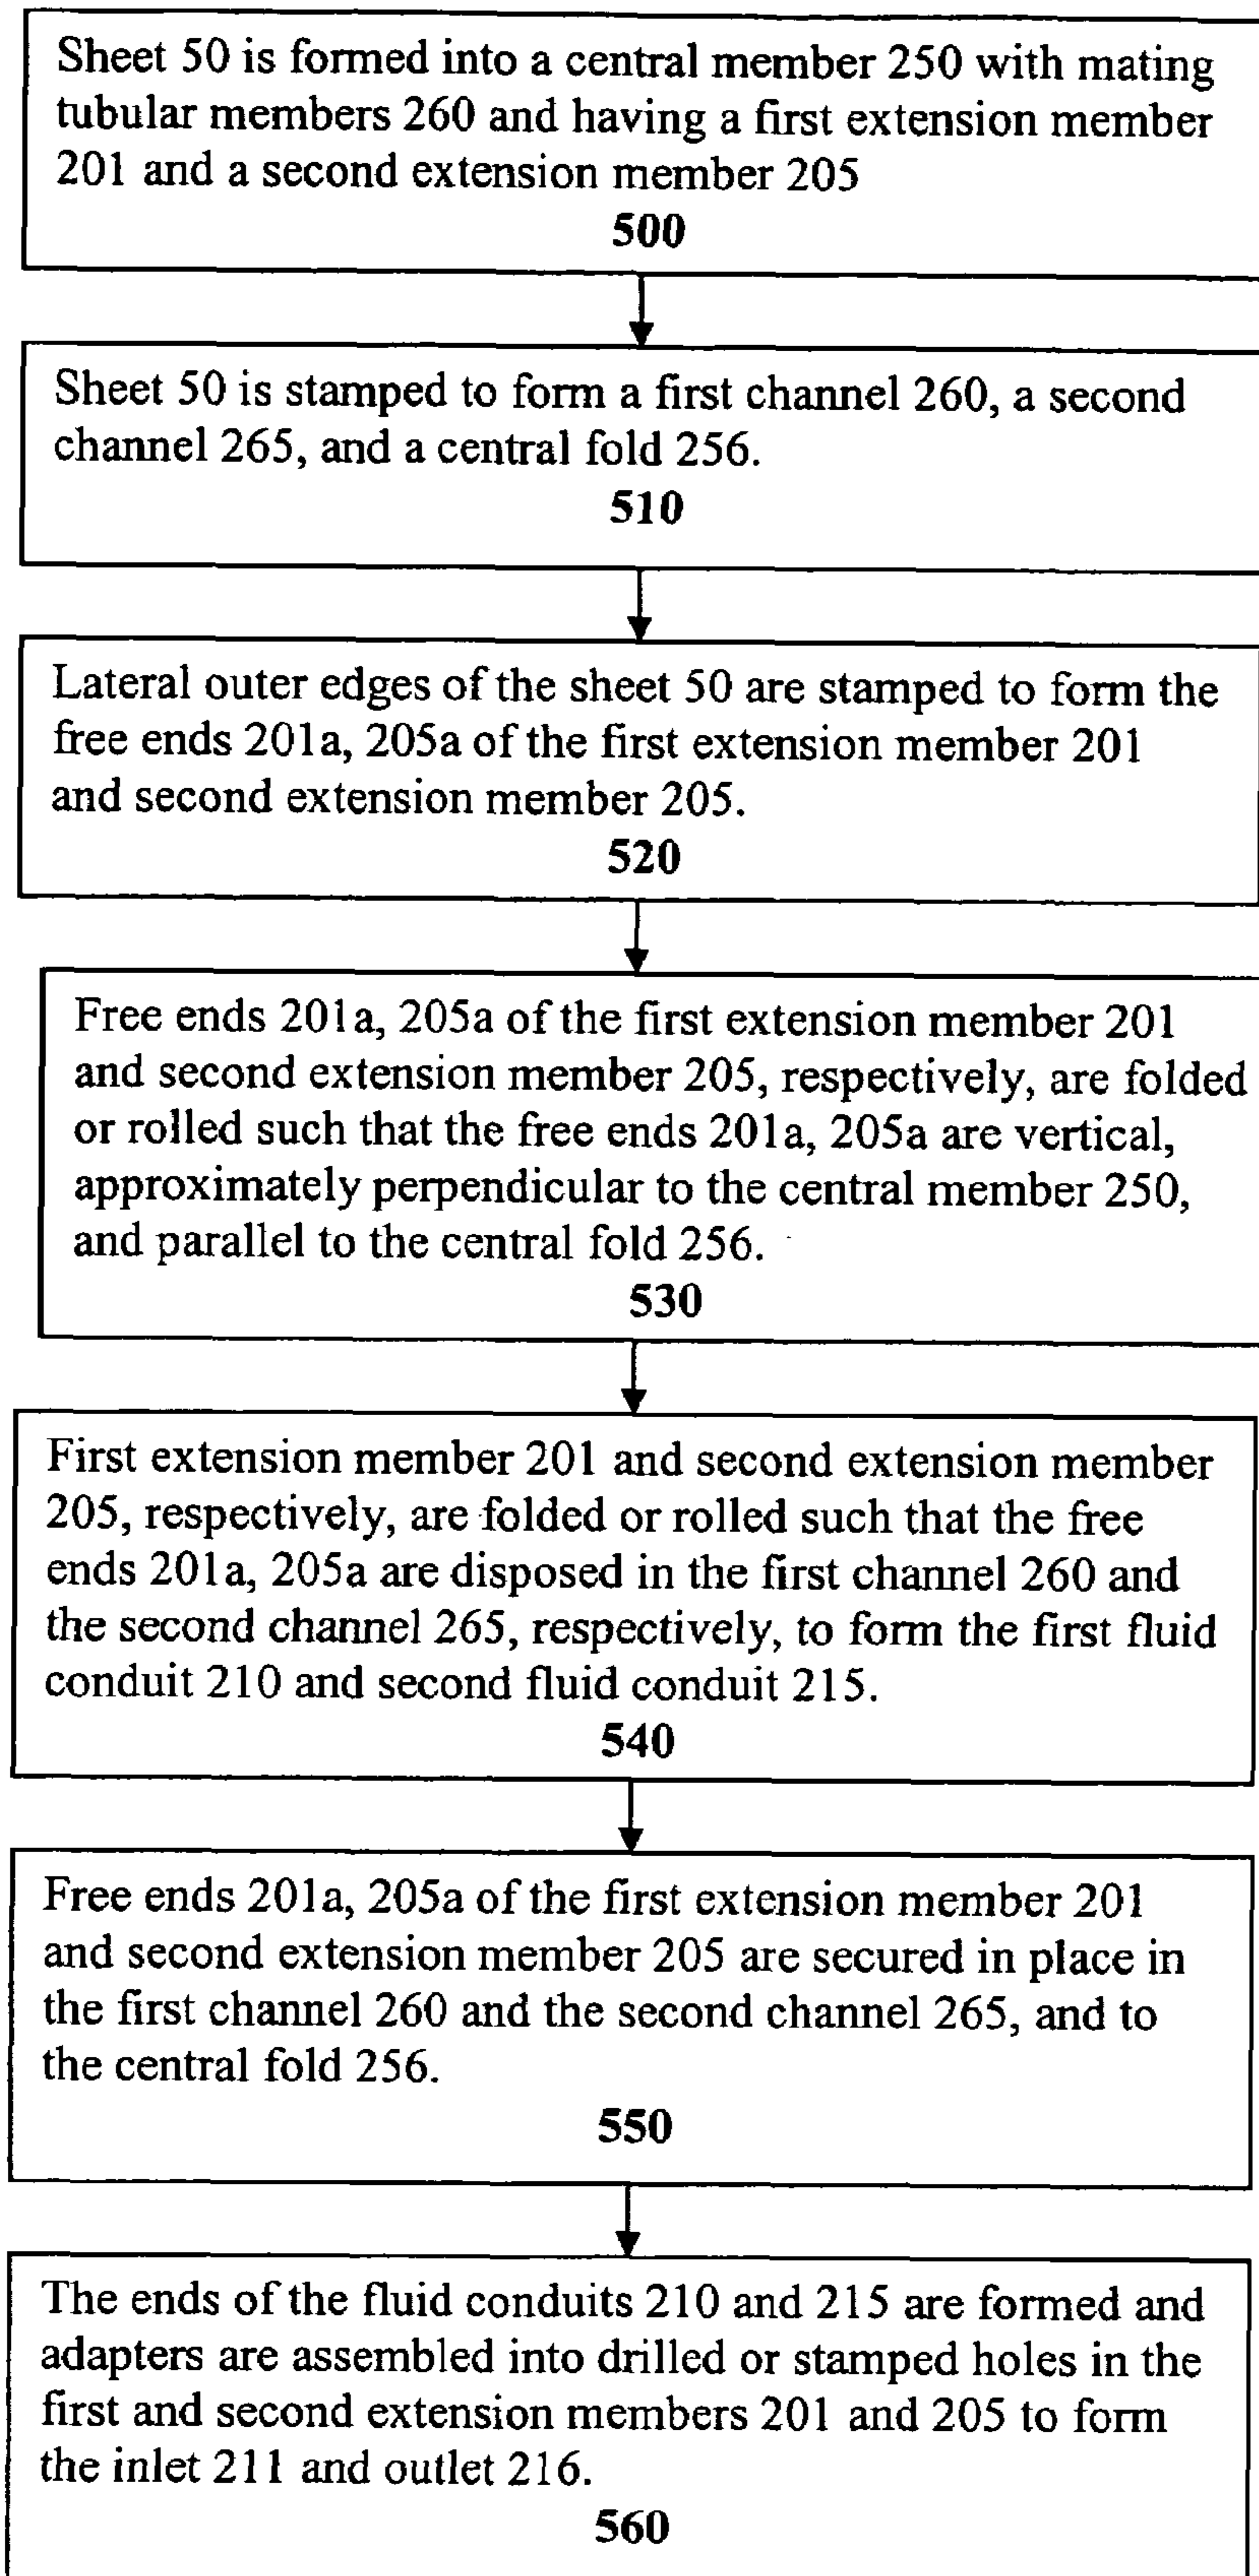 Sheet 50 is formed into a central member 250 with mating
tubular members 260 and having a first extension member
201 and a second extension member 205
500
Sheet 50 is stamped to form a first channel 260, a second
channel 265, and a central fold 256.
510
Lateral outer edges of the sheet 50 are stamped to form the
free ends 201a, 205a of the first extension member 201
and second extension member 205.
520
Free ends 201a, 205a of the first extension member 201
and second extension member 205, respectively, are folded
or rolled such that the free ends 201a, 205a are vertical,
approximately perpendicular to the central member 250,
and parallel to the central fold 256.
530
First extension member 201 and second extension member
205, respectively, are folded or rolled such that the free
ends 201a, 205a are disposed in the first channel 260 and
the second channel 265, respectively, to form the first fluid
conduit 210 and second fluid conduit 215.
540
Free ends 201a, 205a of the first extension member 201
and second extension member 205 are secured in place in
the first channel 260 and the second channel 265, and to
the central fold 256.
550
The ends of the fluid conduits 210 and 215 are formed and
adapters are assembled into drilled or stamped holes in the
first and second extension members 201 and 205 to form
the inlet 211 and outlet 216.
560